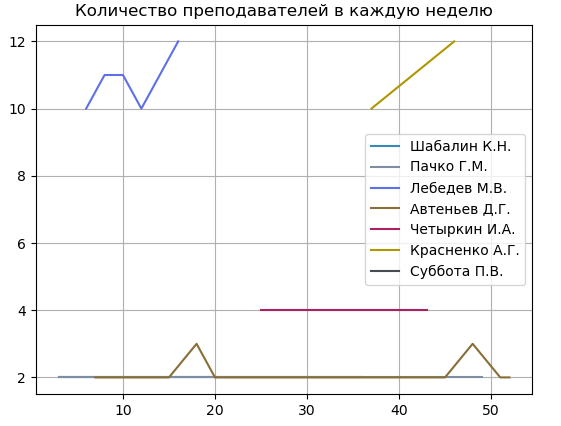 Количество преподавателей в каждую неделю
12
10
8
6
4
2
Шабалин К.Н.
Пачко Г.М.
Лебедев М.В.
Автеньев Д.Г.
Четыркин И.А.
Красненко А.Г.
Суббота П.В.
10 20 30 40 50